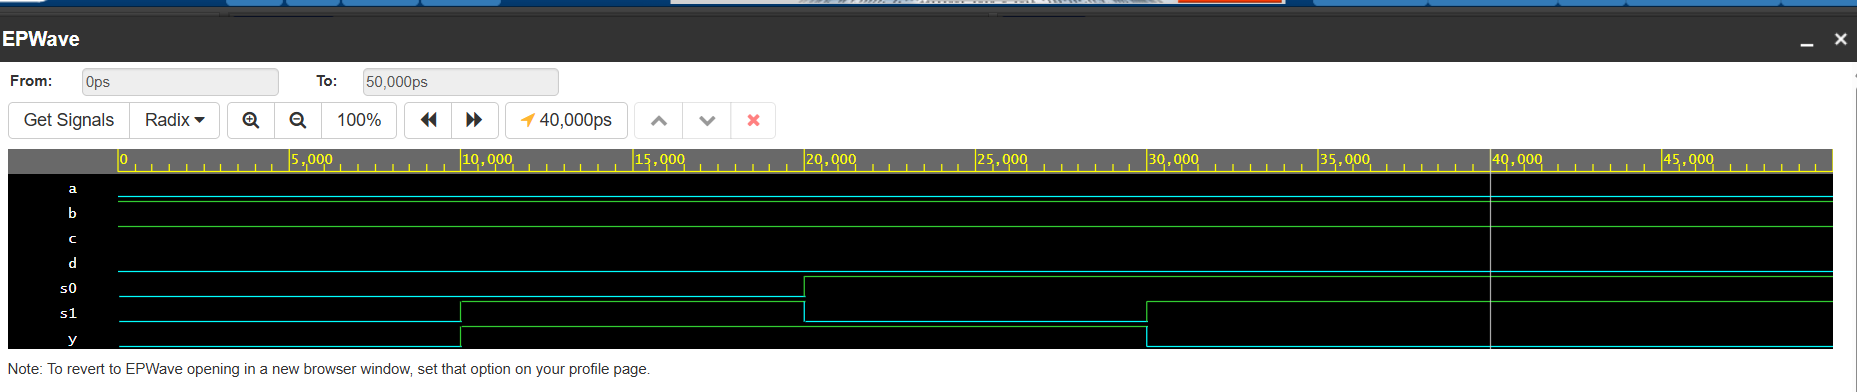 EPWave
From: 0ps To: 50,000ps
Get Signals Radix 100% 40,000ps
0 5,000 10,000 15,000 20,000 25,000 30,000 35,000 40,000 45,000
a
b
c
d
s0
s1
y
Note: To revert to EPWave opening in a new browser window, set that option on your profile page.